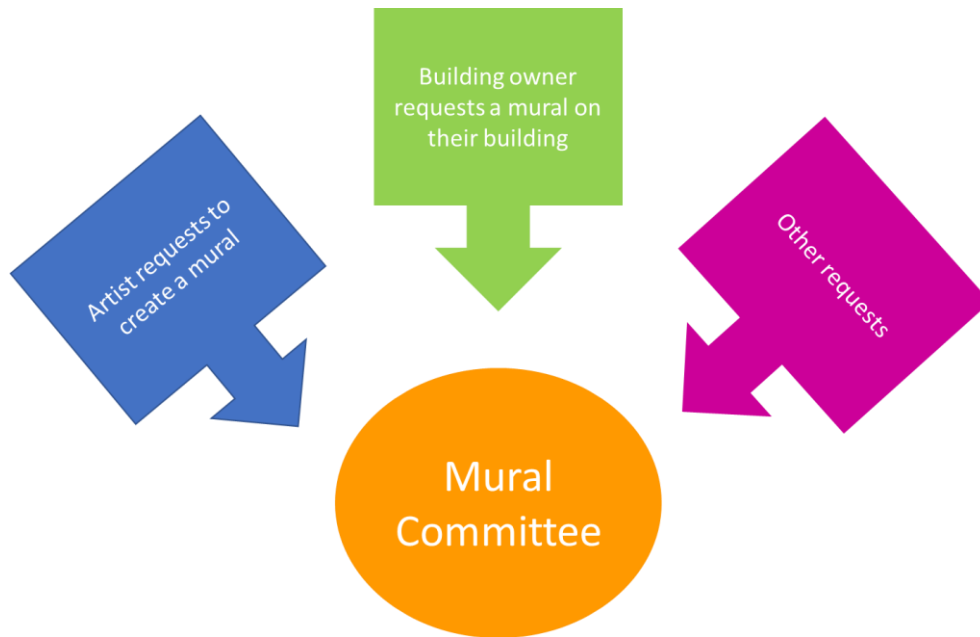 Building owner
requests a mural on
their building
Artist requests to
create a mural
Other requests
Mural
Committee